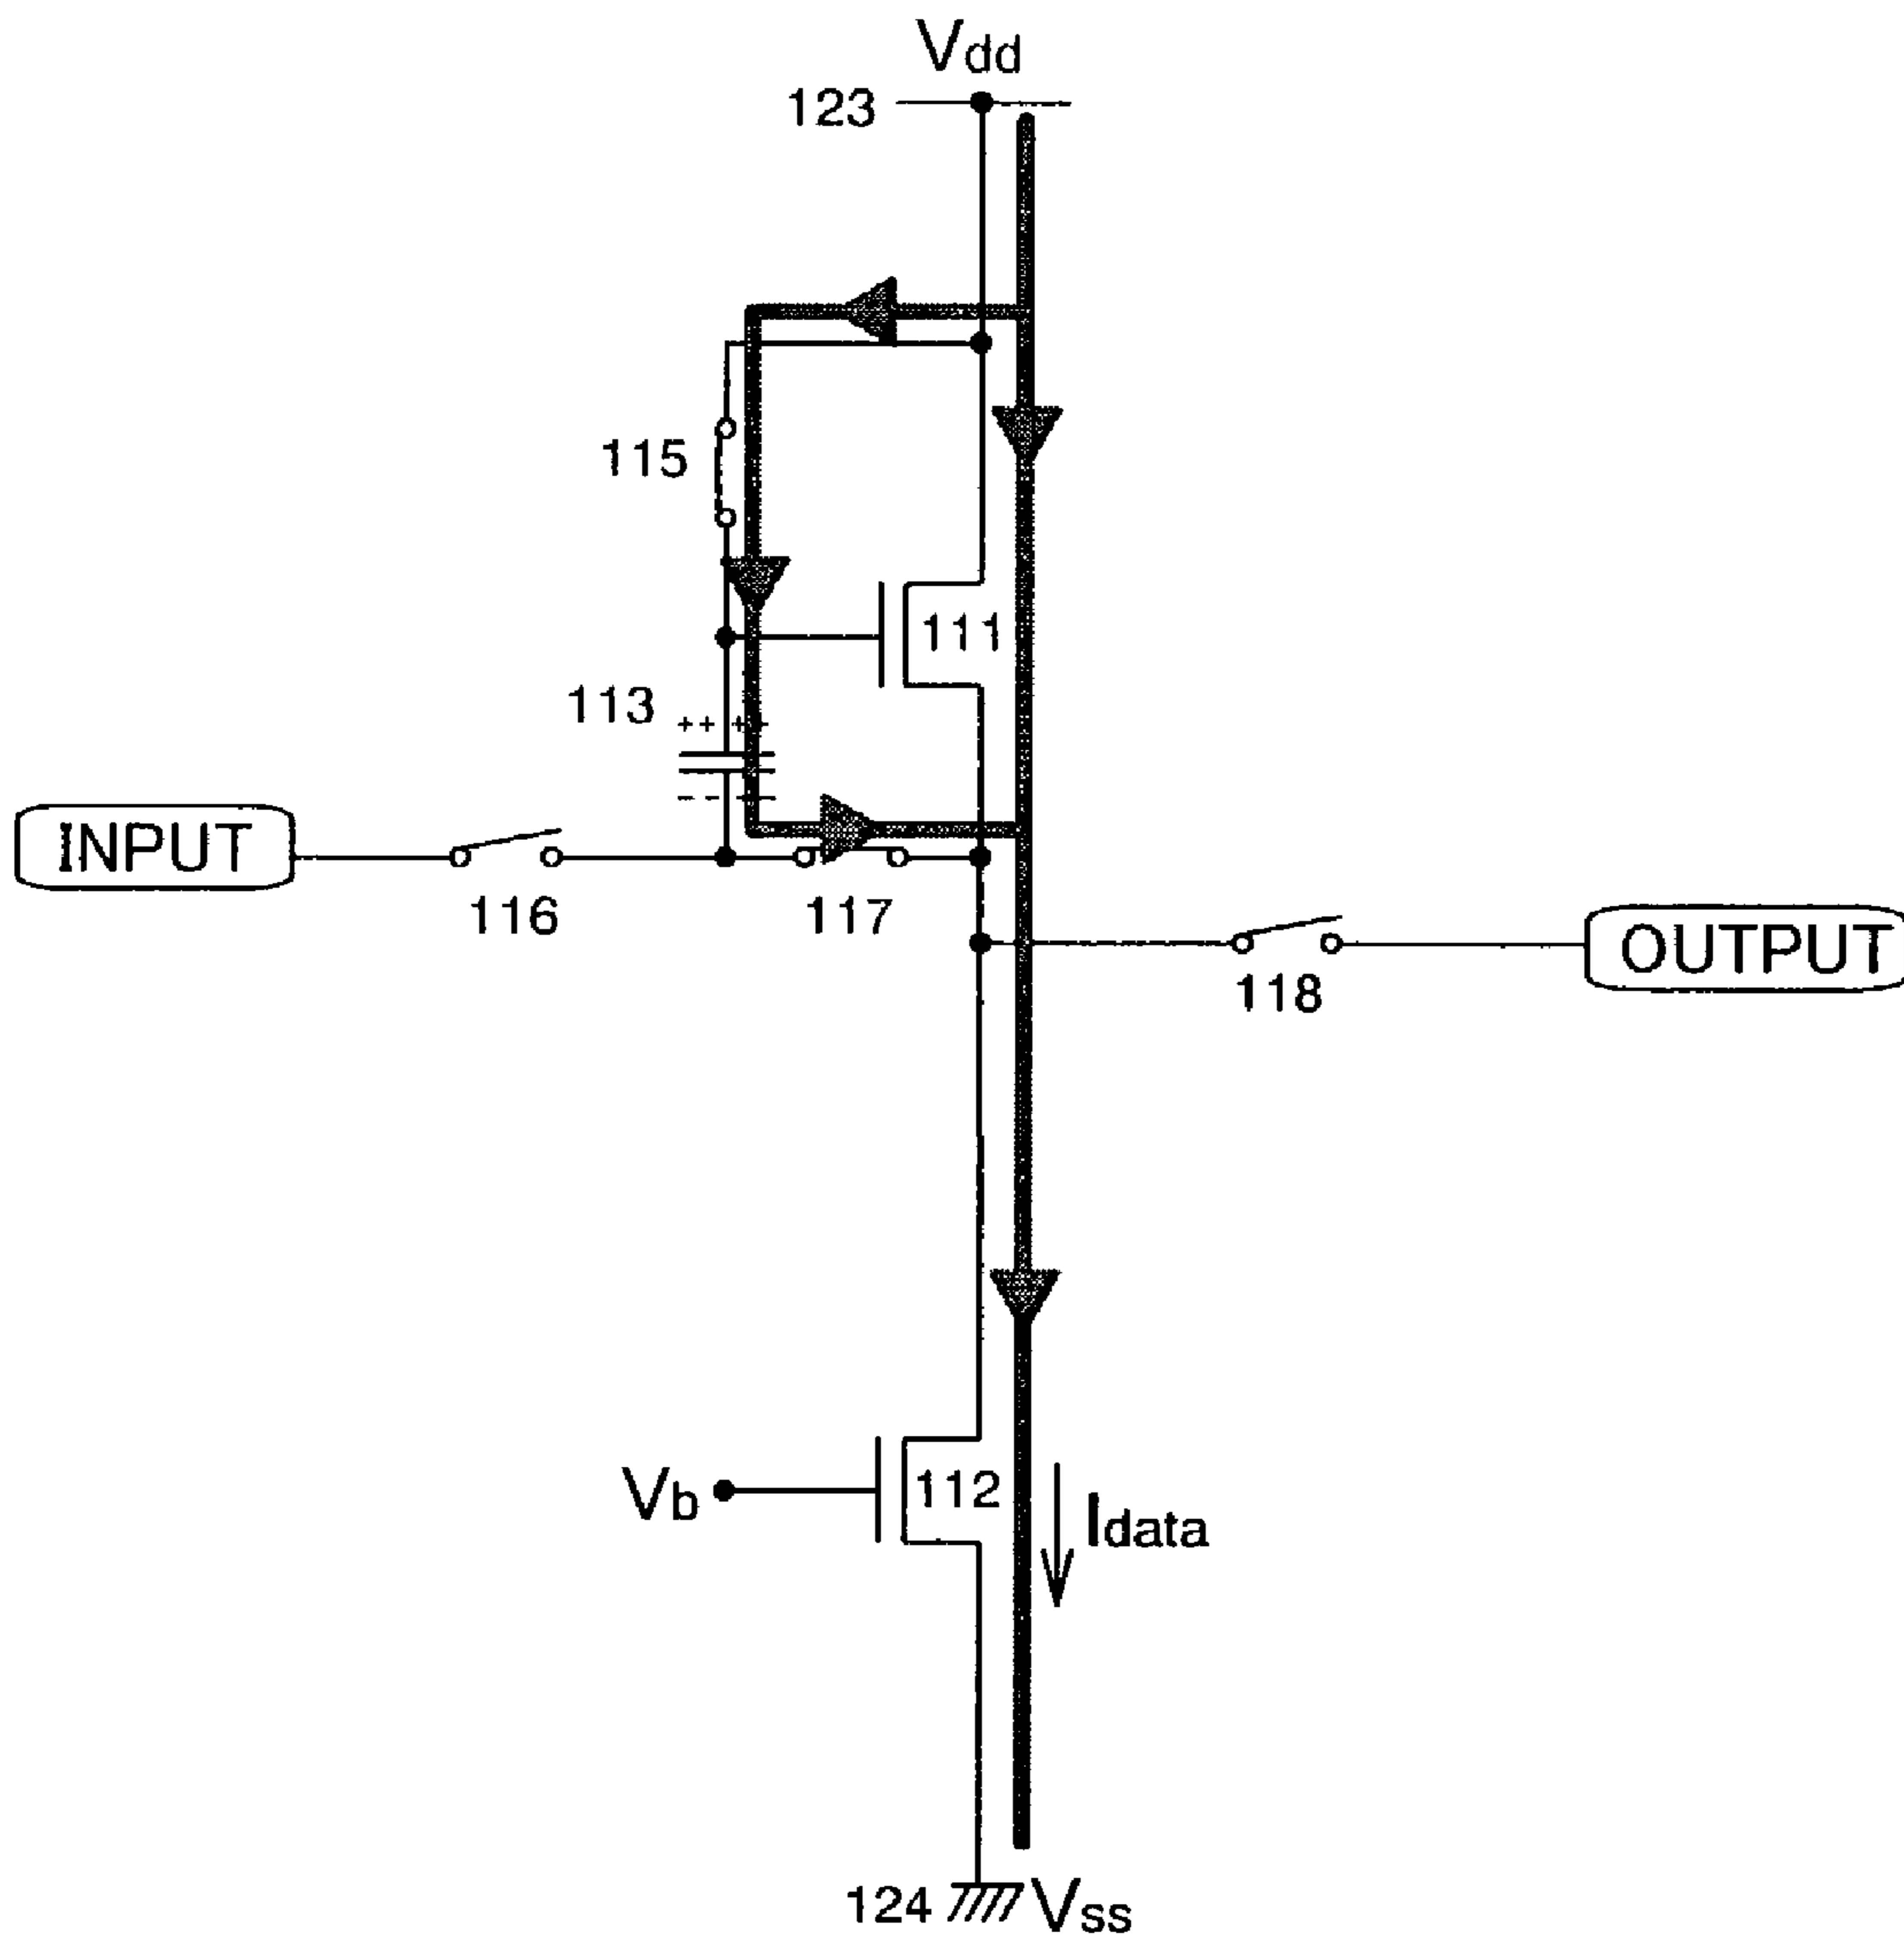 Vdd
123
115
111
113
++ ++
- - - -
INPUT
116
117
OUTPUT
118
Vb
112
Idata
124
Vss